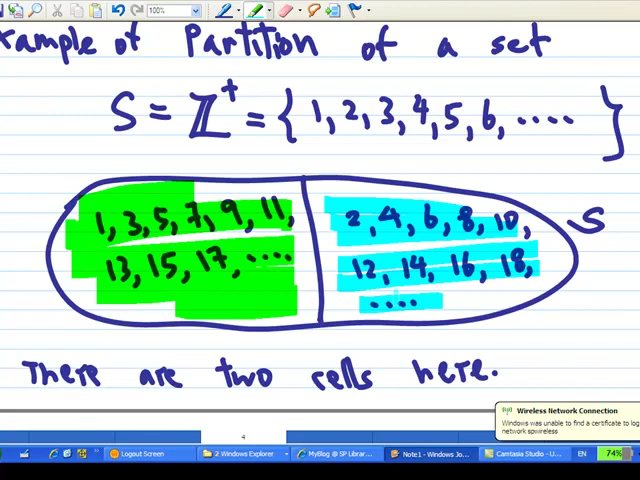 100%
xample of Partition of a set
S = ℤ⁺ = { 1, 2, 3, 4, 5, 6, .... }
1, 3, 5, 7, 9, 11,
13, 15, 17, ....
2, 4, 6, 8, 10,
12, 14, 16, 18,
....
S
There are two cells here.
Wireless Network Connection
Windows was unable to find a certificate to log
network spwireless
4
Logout Screen
2 Windows Explorer
MyBlog @ SP Librar...
Note1 - Windows Jo...
Camtasia Studio - U...
EN
74%